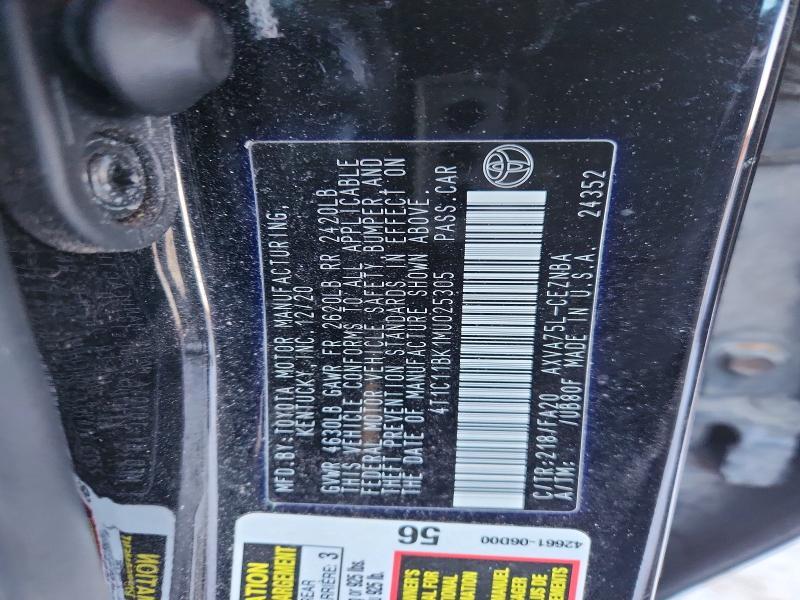 MFD.BY:TOYOTA MOTOR MANUFACTURING,
KENTUCKY, INC. 12/20
GVWR 4630LB GAWR FR 2620LB RR 2420LB
THIS VEHICLE CONFORMS TO ALL APPLICABLE
FEDERAL MOTOR VEHICLE SAFETY, BUMPER AND
THEFT PREVENTION STANDARDS IN EFFECT ON
THE DATE OF MANUFACTURE SHOWN ABOVE.
4T1C11BK1MU025305 PASS.CAR
C/TR:218/FA20 AXVA75L-CEZNBA
A/TM: /UB80F MADE IN U.S.A. 24352
56
42661-06D00
3